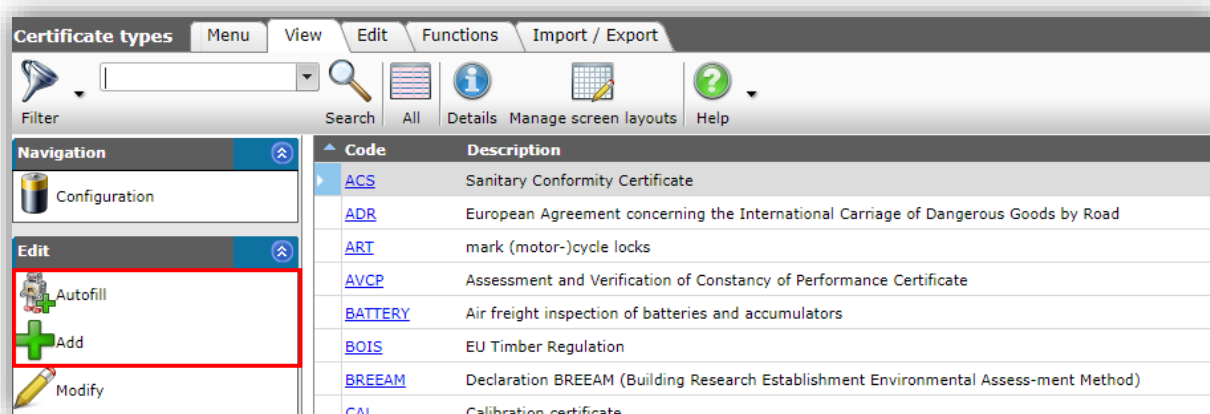 Certificate types Menu View Edit Functions Import / Export
Filter Search All Details Manage screen layouts Help
Navigation
Configuration
Edit
Autofill
Add
Modify
Code Description
ACS Sanitary Conformity Certificate
ADR European Agreement concerning the International Carriage of Dangerous Goods by Road
ART mark (motor-)cycle locks
AVCP Assessment and Verification of Constancy of Performance Certificate
BATTERY Air freight inspection of batteries and accumulators
BOIS EU Timber Regulation
BREEAM Declaration BREEAM (Building Research Establishment Environmental Assess-ment Method)
CAL Calibration certificate